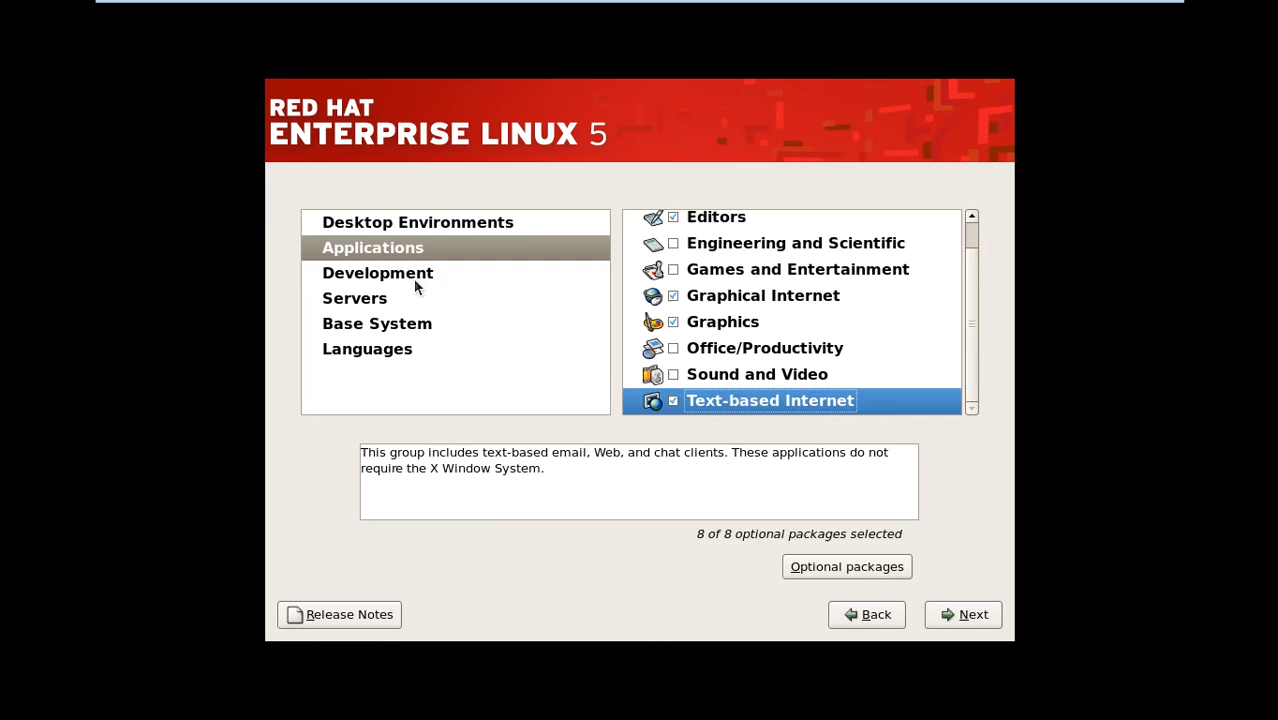 RED HAT
ENTERPRISE LINUX 5
Desktop Environments
Applications
Development
Servers
Base System
Languages
Editors
Engineering and Scientific
Games and Entertainment
Graphical Internet
Graphics
Office/Productivity
Sound and Video
Text-based Internet
This group includes text-based email, Web, and chat clients. These applications do not
require the X Window System.
8 of 8 optional packages selected
Optional packages
Release Notes
Back
Next